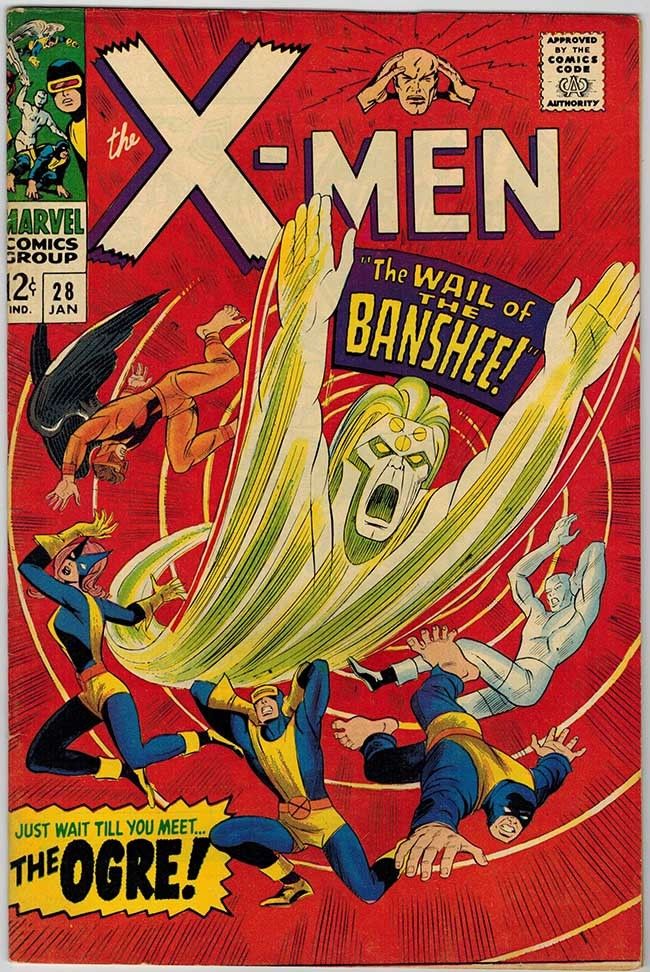 APPROVED
BY THE
COMICS
CODE
CA
AUTHORITY
the
X-MEN
MARVEL
COMICS
GROUP
12¢
IND.
28
JAN
"The WAIL of
THE
BANSHEE!"
JUST WAIT TILL YOU MEET...
THE OGRE!